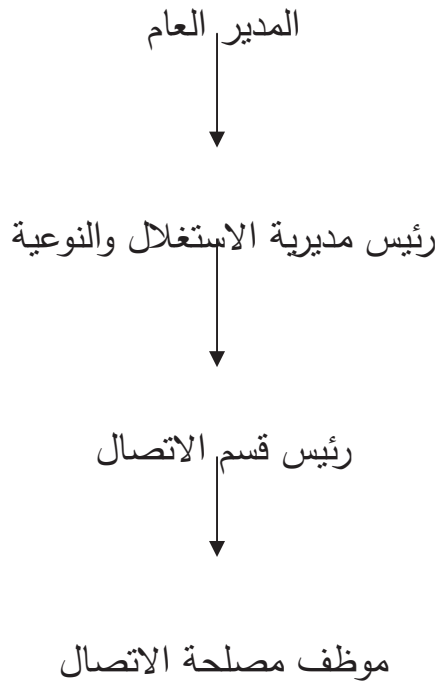 المدير العام
رئيس مديرية الاستغلال والنوعية
رئيس قسم الاتصال
موظف مصلحة الاتصال